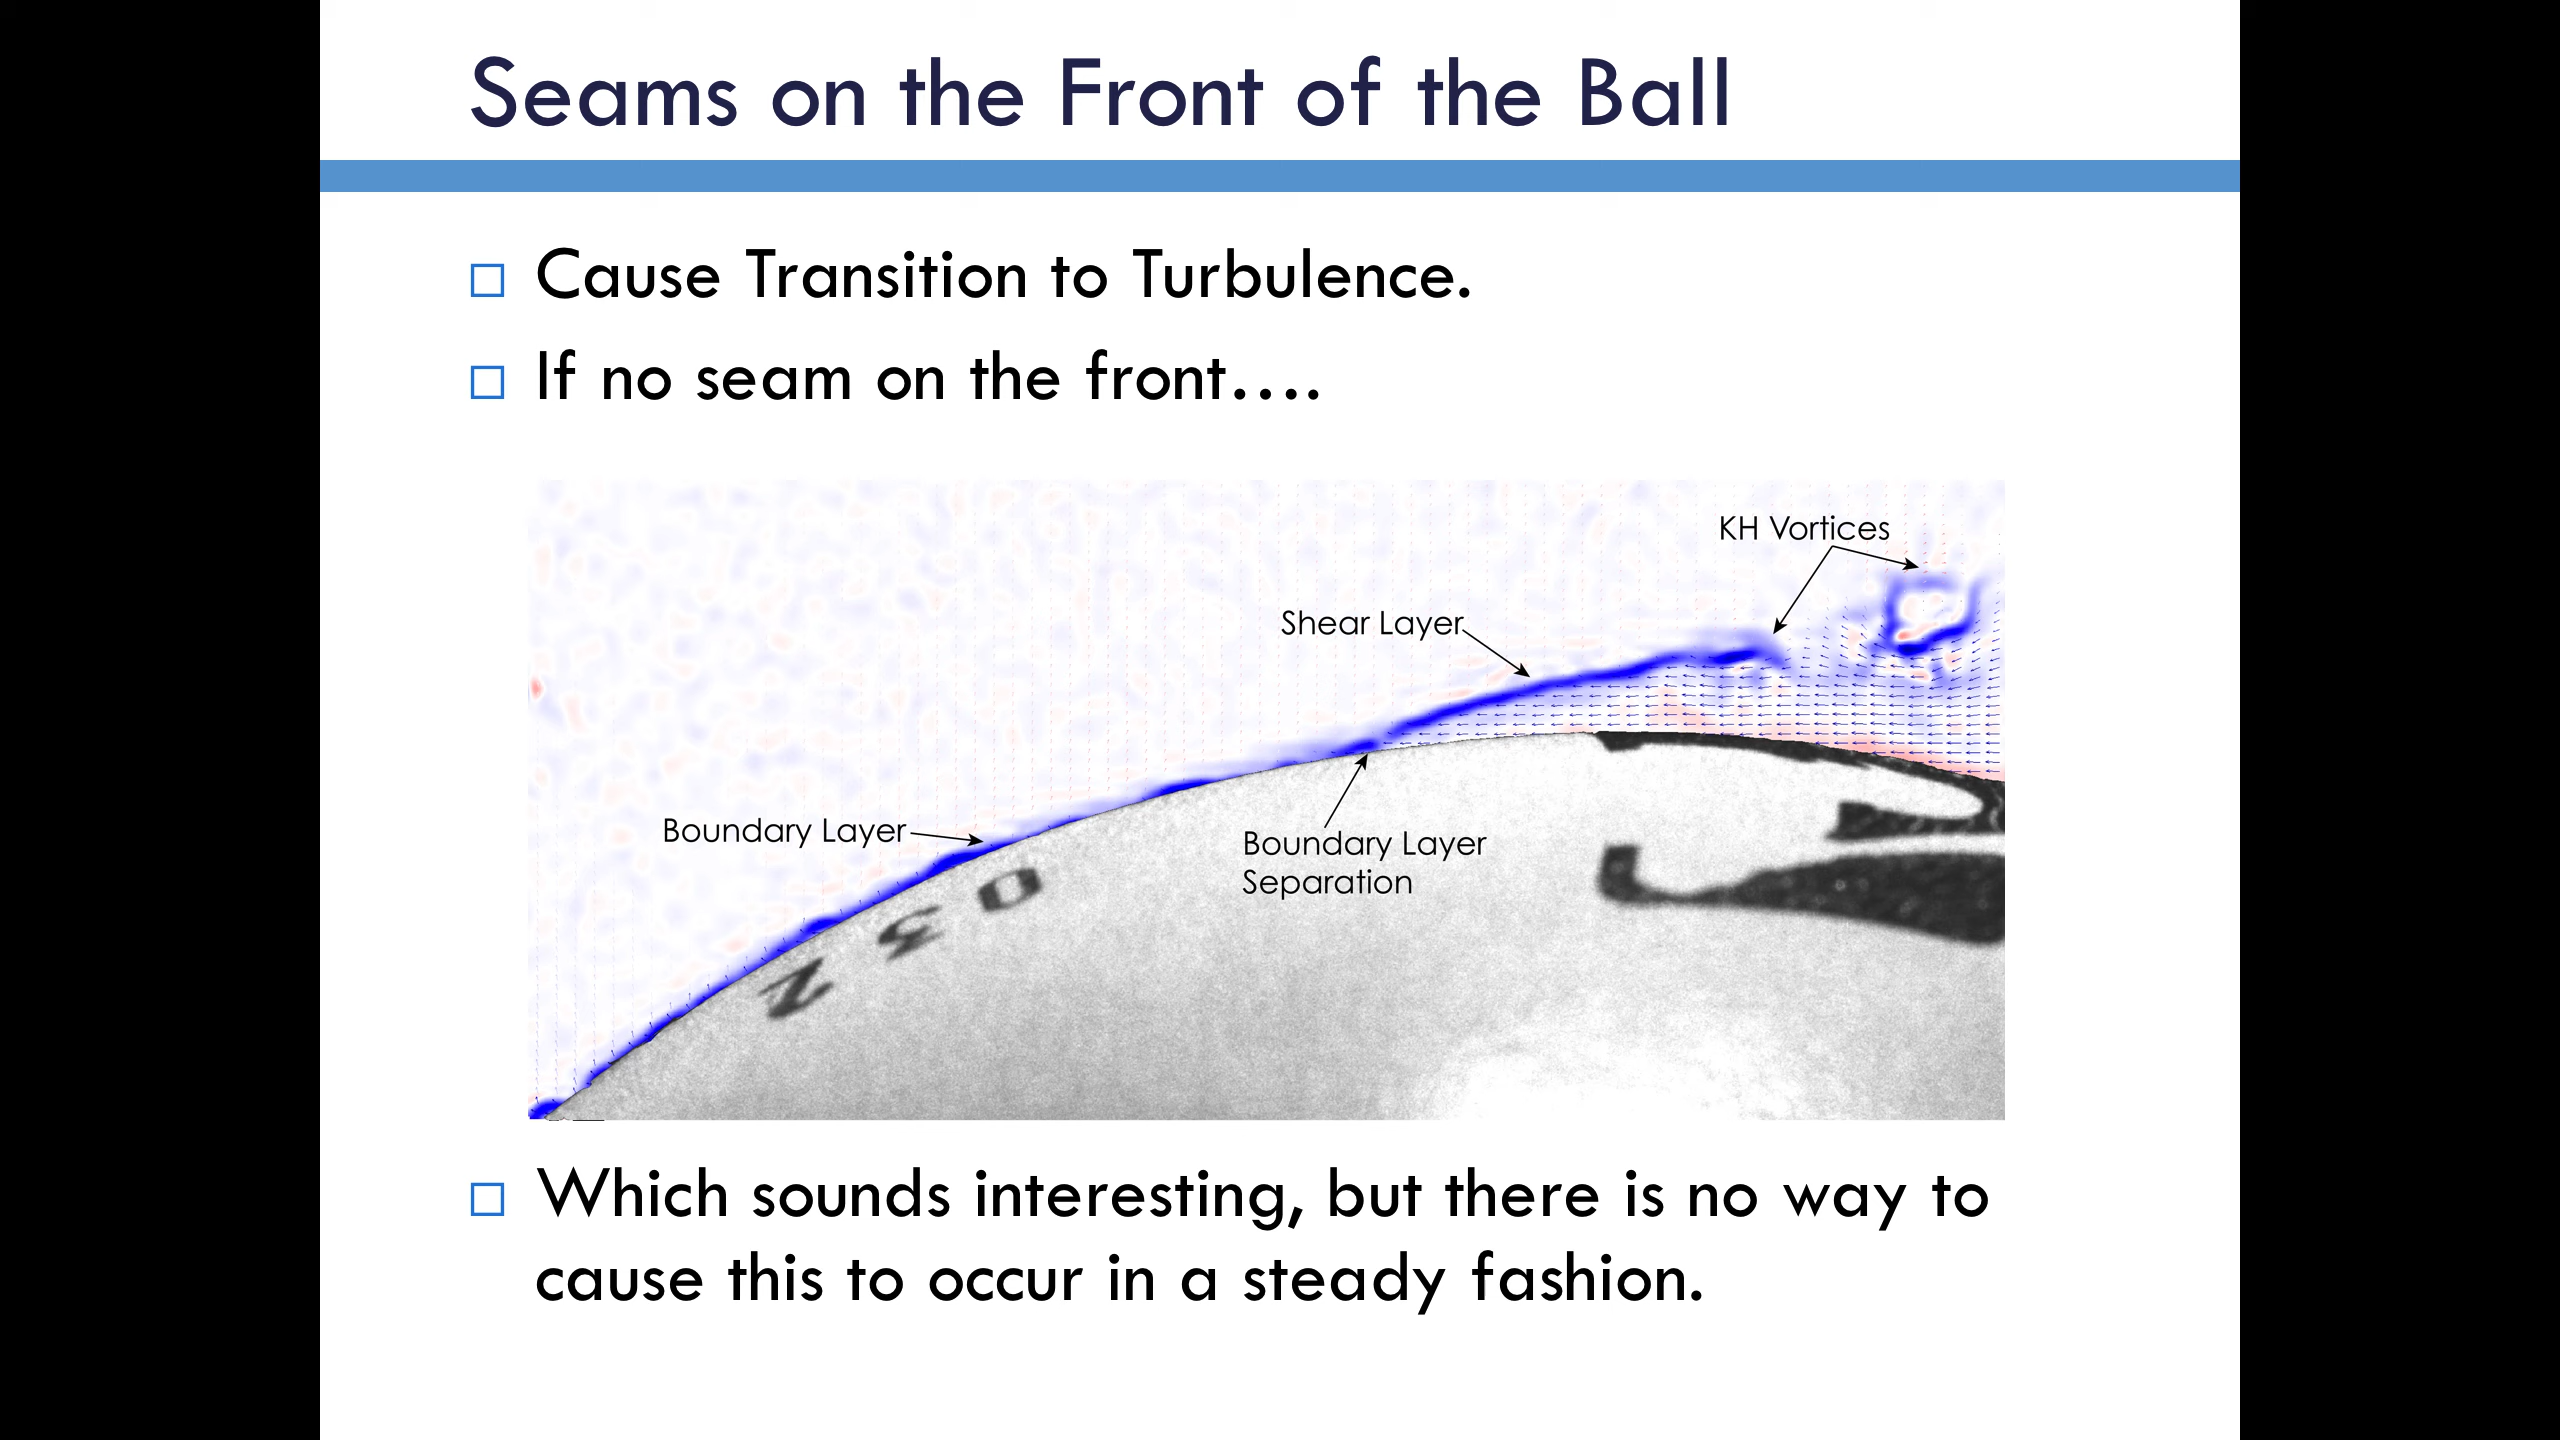 Seams on the Front of the Ball
Cause Transition to Turbulence.
If no seam on the front....
KH Vortices
Shear Layer
Boundary Layer
Boundary Layer
Separation
Which sounds interesting, but there is no way to
cause this to occur in a steady fashion.